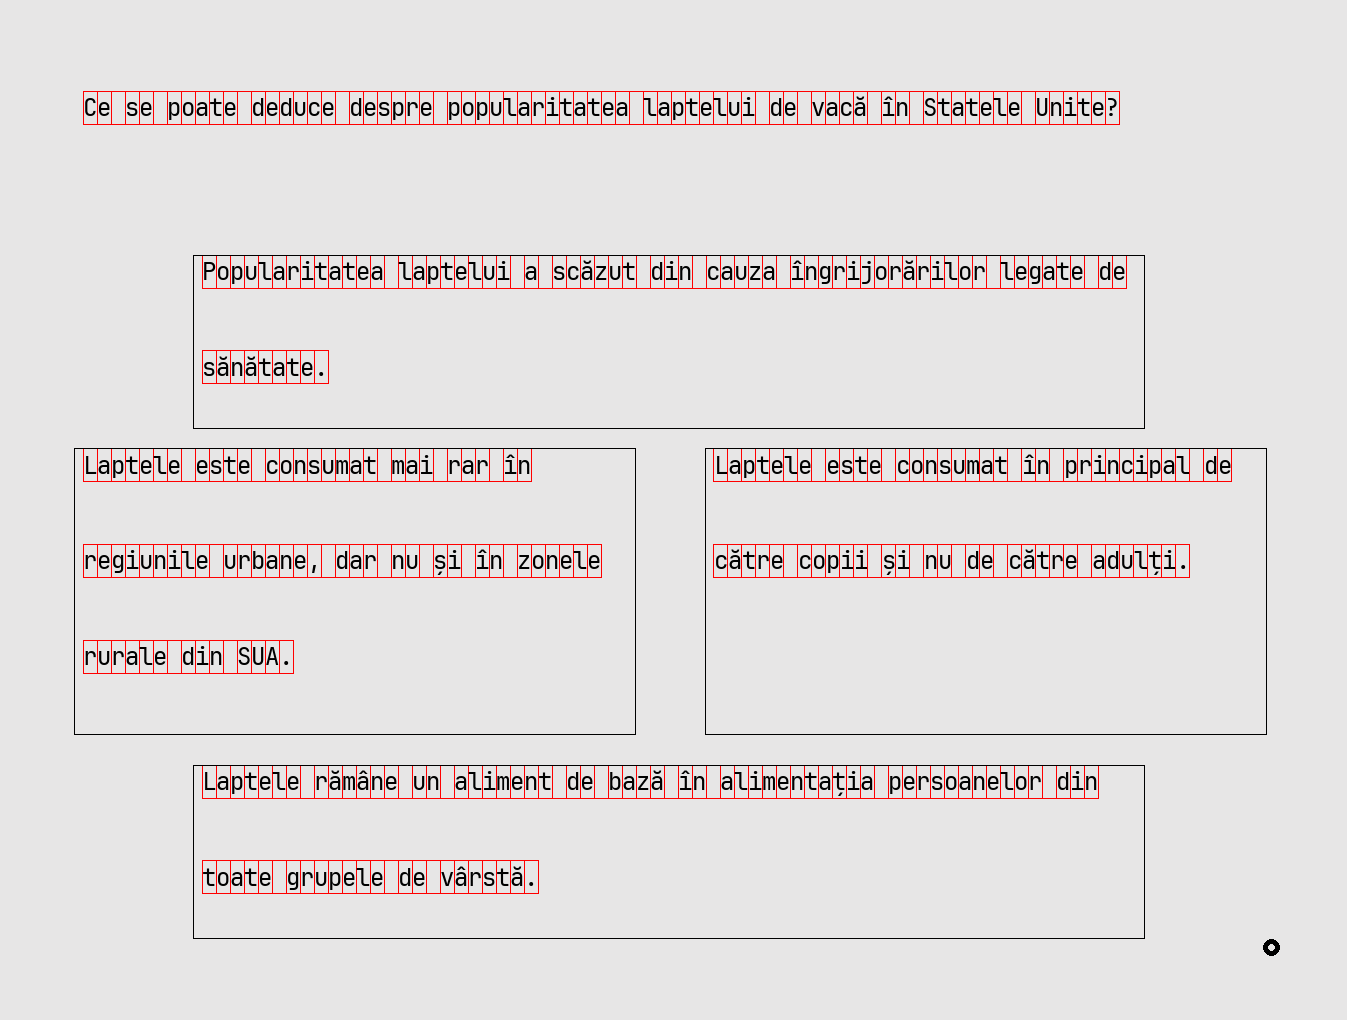 Ce se poate deduce despre popularitatea laptelui de vacă în Statele Unite?
Popularitatea laptelui a scăzut din cauza îngrijorărilor legate de
sănătate.
Laptele este consumat mai rar în
regiunile urbane, dar nu și în zonele
rurale din SUA.
Laptele este consumat în principal de
către copii și nu de către adulți.
Laptele rămâne un aliment de bază în alimentația persoanelor din
toate grupele de vârstă.